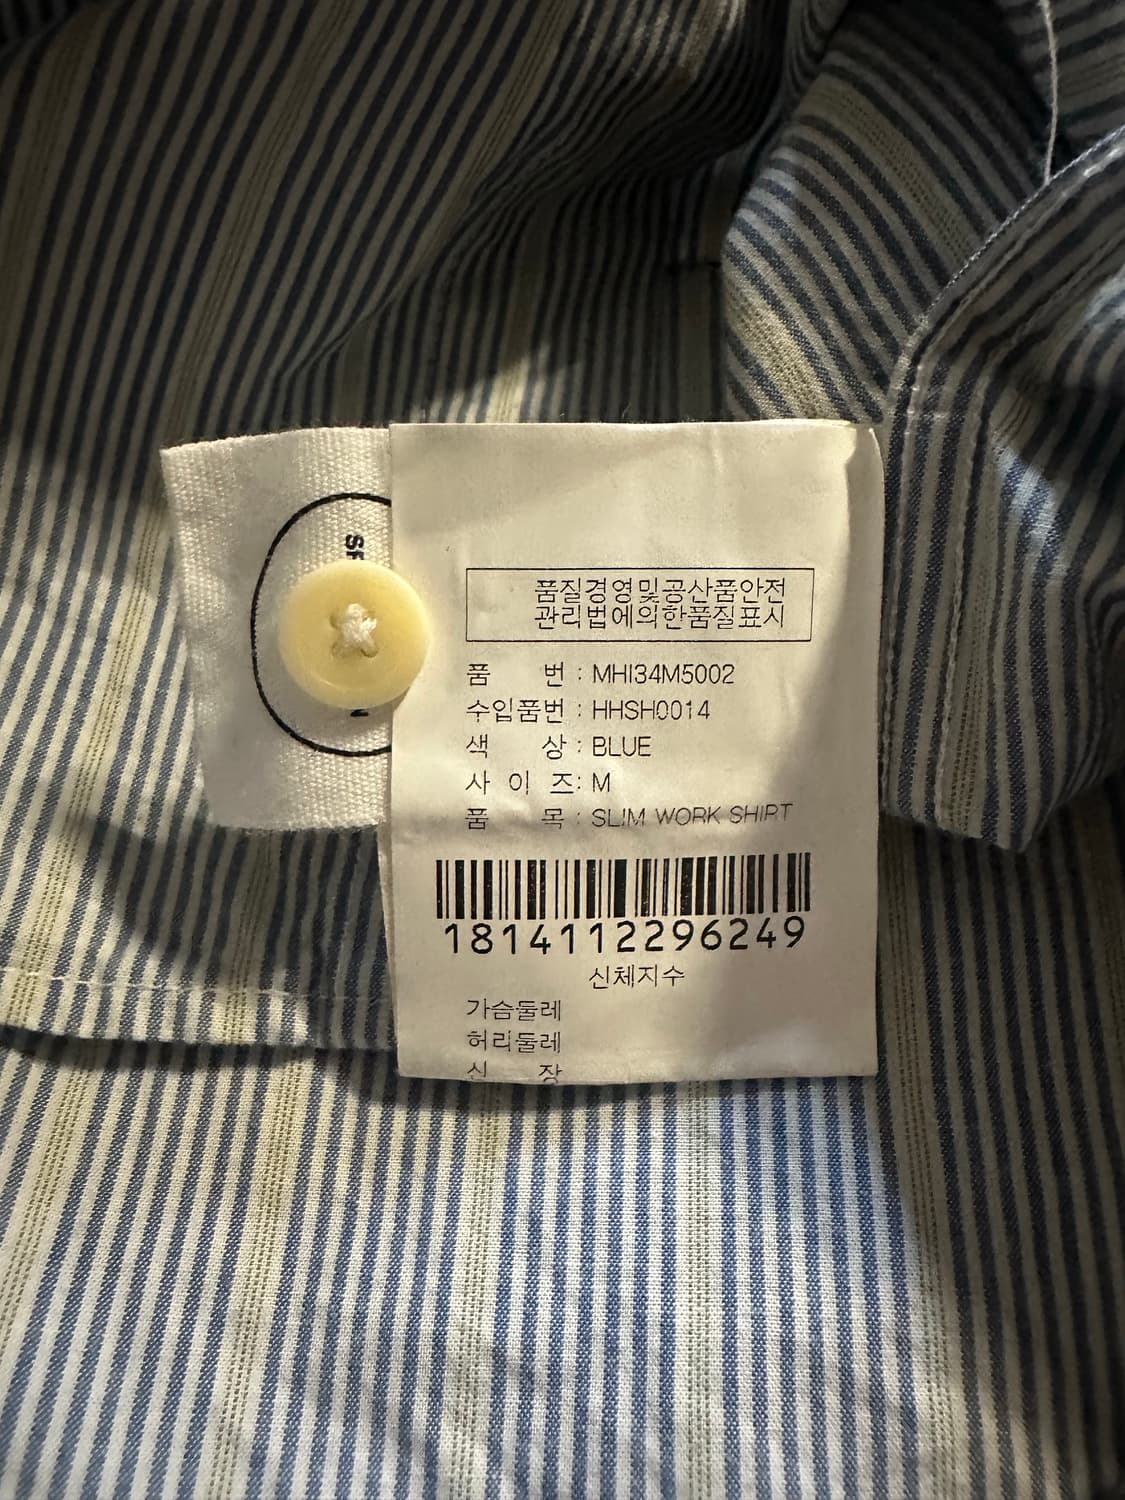 품질경영및공산품안전
관리법에의한품질표시
품 번 : MHI34M5002
수입품번 : HHSH0014
색 상 : BLUE
사 이 즈: M
품 목 : SLIM WORK SHIRT
1814112296249
신체지수
가슴둘레
허리둘레
신 장